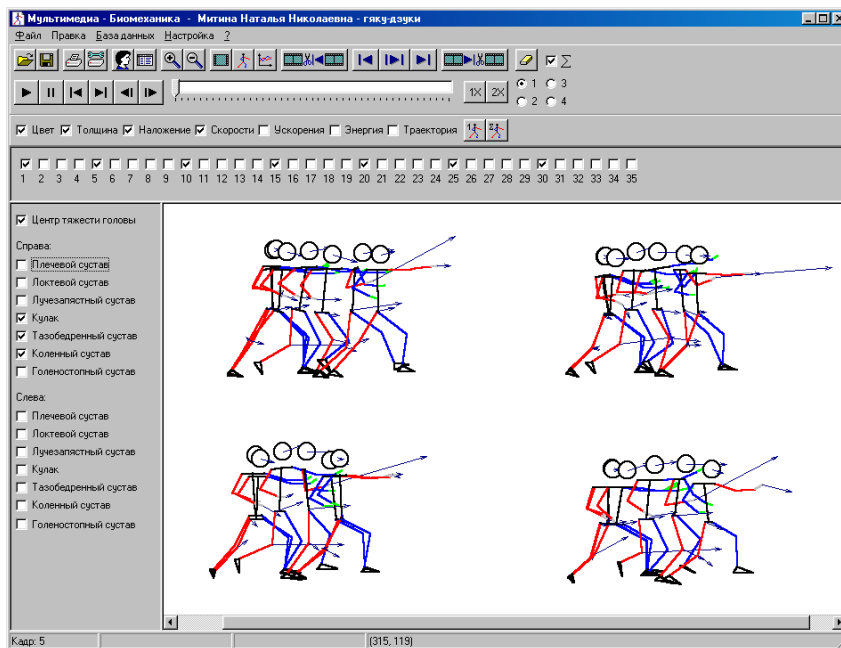 Мультимедиа - Биомеханика - Митина Наталья Николаевна - гяку-дзуки
Файл Правка База данных Настройка ?
Σ
1X 2X
1 3
2 4
Цвет Толщина Наложение Скорости Ускорения Энергия Траектория 1 Σ
1 2 3 4 5 6 7 8 9 10 11 12 13 14 15 16 17 18 19 20 21 22 23 24 25 26 27 28 29 30 31 32 33 34 35
Центр тяжести головы
Справа:
Плечевой сустав
Локтевой сустав
Лучезапястный сустав
Кулак
Тазобедренный сустав
Коленный сустав
Голеностопный сустав
Слева:
Плечевой сустав
Локтевой сустав
Лучезапястный сустав
Кулак
Тазобедренный сустав
Коленный сустав
Голеностопный сустав
Кадр: 5 (315, 119)